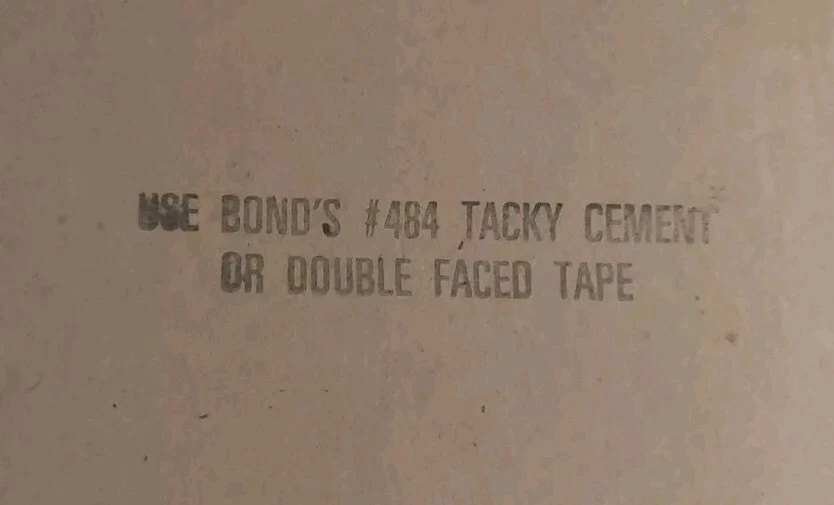 USE BOND'S #484 TACKY CEMENT
OR DOUBLE FACED TAPE